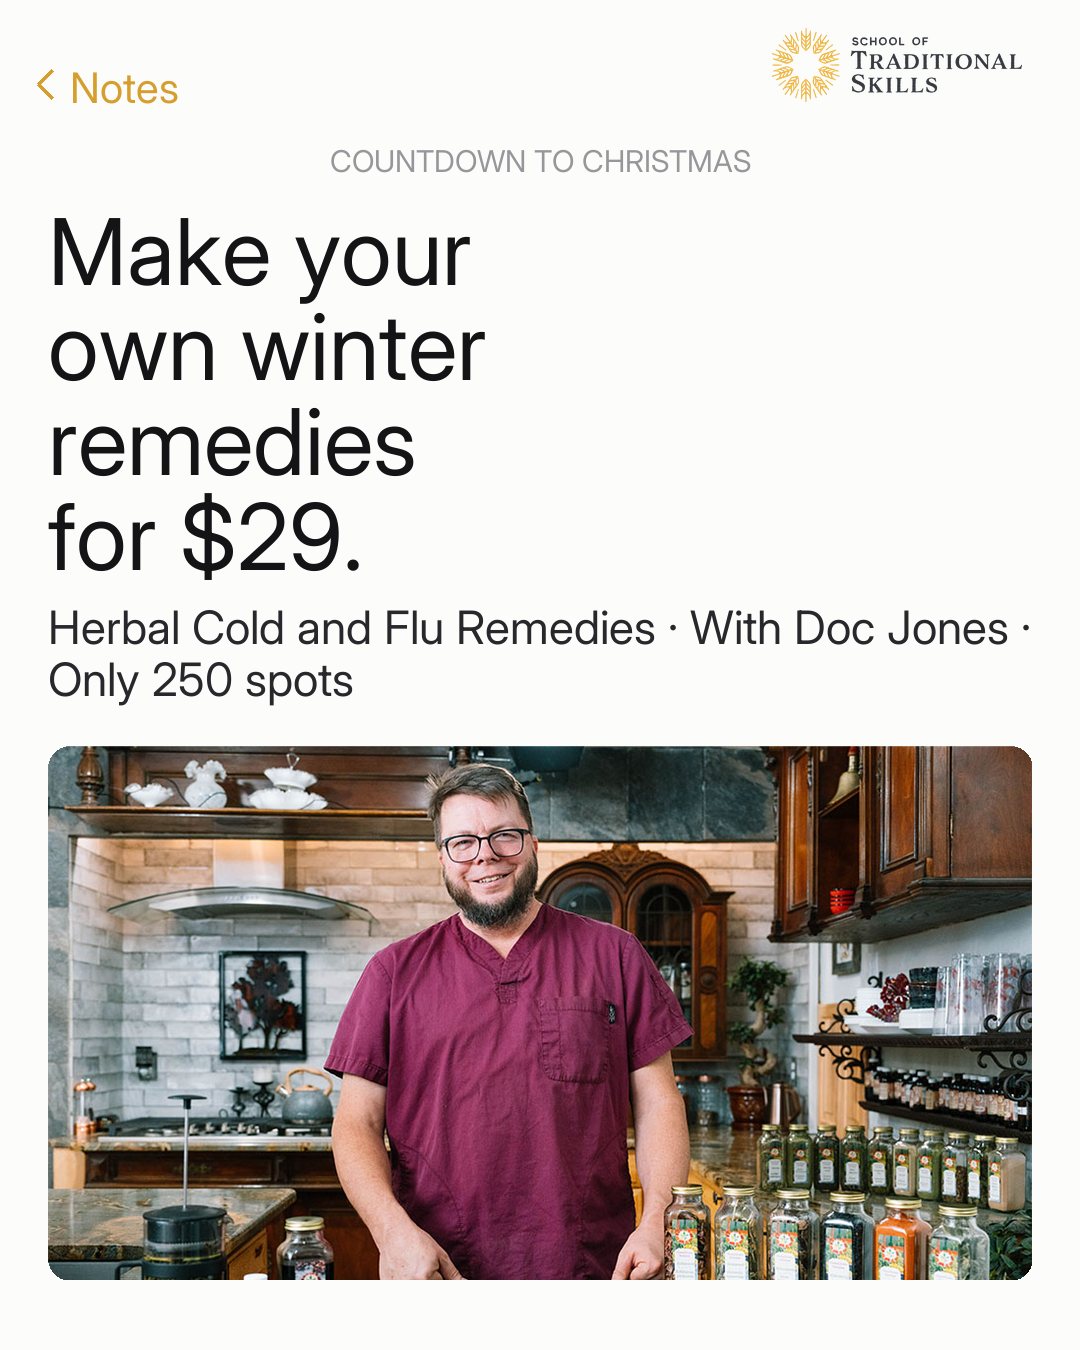 Notes
SCHOOL OF
TRADITIONAL
SKILLS
COUNTDOWN TO CHRISTMAS
Make your
own winter
remedies
for $29.
Herbal Cold and Flu Remedies · With Doc Jones ·
Only 250 spots